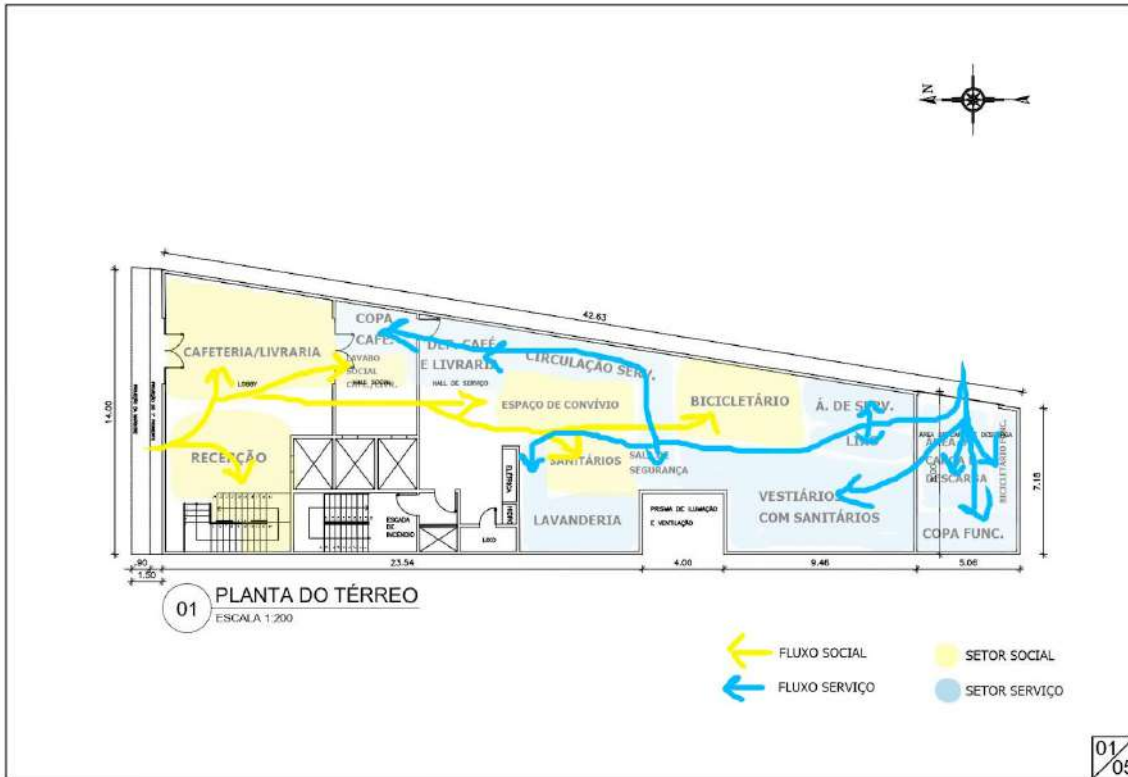 N
42.63
14.00
7.18
CAFETERIA/LIVRARIA
LOBBY
RECEPÇÃO
COPA
CAFÉ.
LAVABO
SOCIAL
HALL SOCIAL
DEP. CAFÉ
E LIVRARIA
HALL DE SERVIÇO
CIRCULAÇÃO SERV.
ESPAÇO DE CONVÍVIO
BICICLETÁRIO
Á. DE SERV.
SANITÁRIOS
SALA DE
SEGURANÇA
LAVANDERIA
ELÉTRICA
LIXO
ESCADA
DE
INCÊNDIO
PRISMA DE ILUMAÇÃO
E VENTILAÇÃO
VESTIÁRIOS
COM SANITÁRIOS
DESCARGA
BICICLETÁRIO FUNC.
COPA FUNC.
.90
1.50
23.54
4.00
9.46
5.06
01
PLANTA DO TÉRREO
ESCALA 1:200
FLUXO SOCIAL
SETOR SOCIAL
FLUXO SERVIÇO
SETOR SERVIÇO
01
05